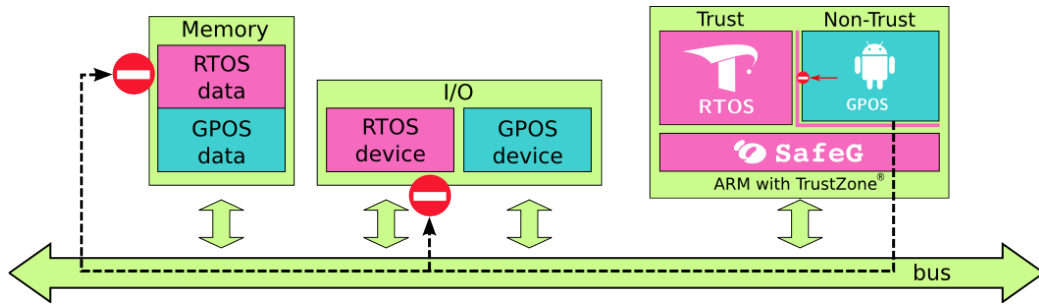 Memory
RTOS
data
GPOS
data
I/O
RTOS
device
GPOS
device
Trust
Non-Trust
RTOS
GPOS
SafeG
ARM with TrustZone®
bus